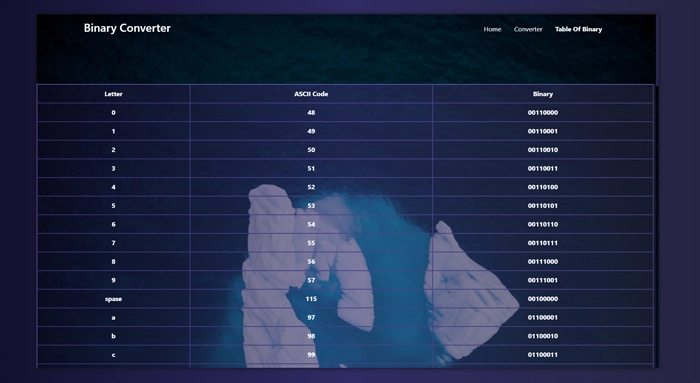 Binary Converter
Home Converter Table Of Binary
Letter ASCII Code Binary
0 48 00110000
1 49 00110001
2 50 00110010
3 51 00110011
4 52 00110100
5 53 00110101
6 54 00110110
7 55 00110111
8 56 00111000
9 57 00111001
spase 115 00100000
a 97 01100001
b 98 01100010
c 99 01100011